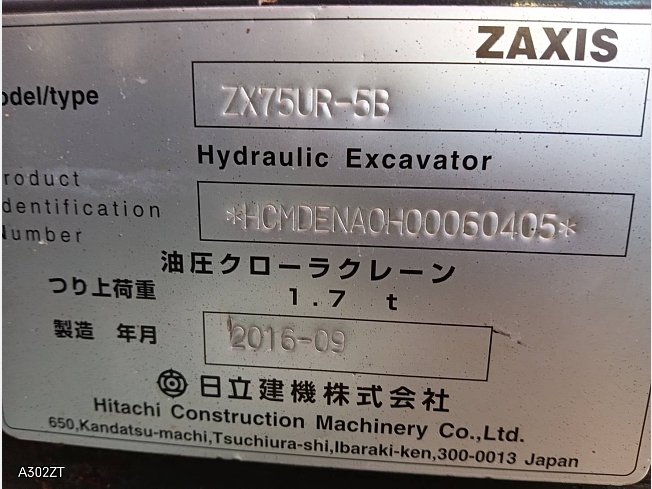 ZAXIS
odel/type ZX75UR-5B
Hydraulic Excavator
roduct
dentification
Number
*HCMDENA0H00060405*
油圧クローラクレーン
つり上荷重 1.7 t
製造 年月 2016-09
日立建機株式会社
Hitachi Construction Machinery Co.,Ltd.
650,Kandatsu-machi,Tsuchiura-shi,Ibaraki-ken,300-0013 Japan
A302ZT